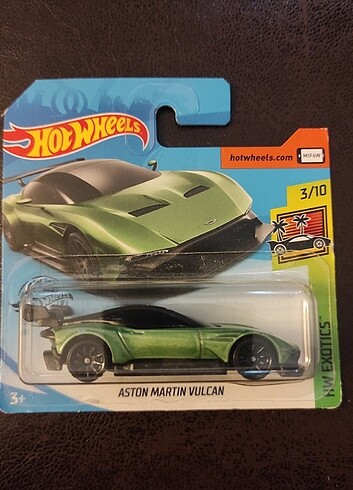 HOT WHEELS
hotwheels.com
3/10
HW EXOTICS
3+
ASTON MARTIN VULCAN